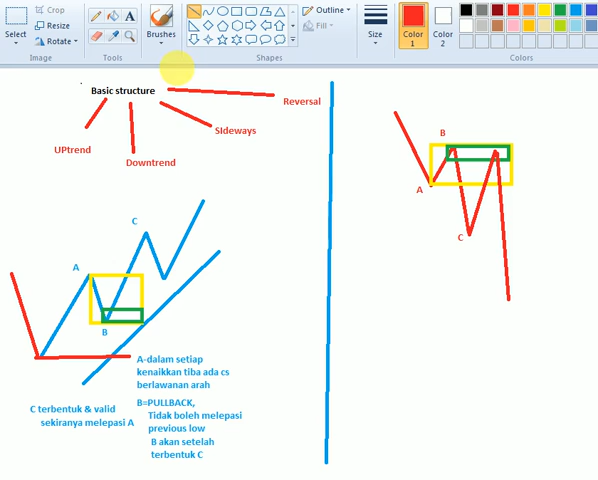 Select
Crop
Resize
Rotate
Image
Tools
Brushes
Outline
Fill
Shapes
Size
Color
1
Color
2
Colors
Basic structure
Reversal
SIdeways
UPtrend
Downtrend
B
A
C
C
A
B
A-dalam setiap
kenaikkan tiba ada cs
berlawanan arah
B=PULLBACK,
Tidak boleh melepasi
previous low
B akan setelah
terbentuk C
C terbentuk & valid
sekiranya melepasi A